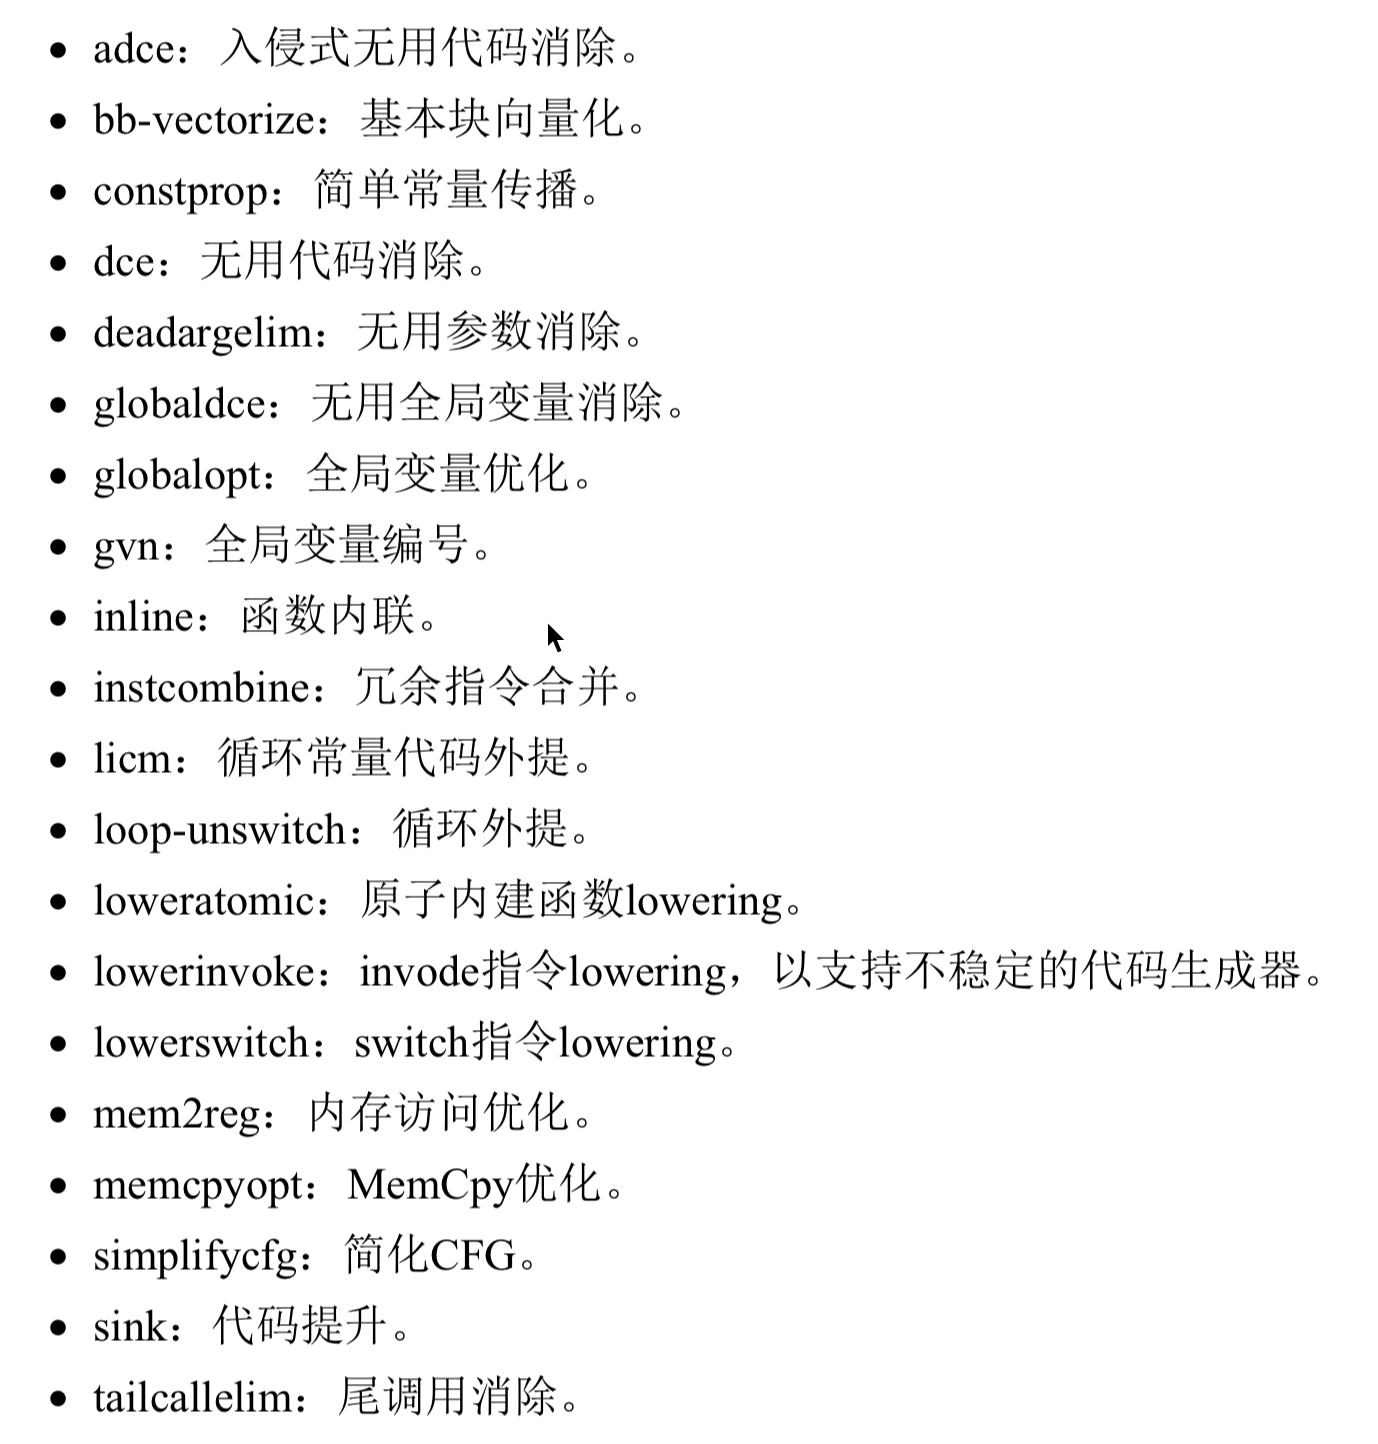 • adce：入侵式无用代码消除。
• bb-vectorize：基本块向量化。
• constprop：简单常量传播。
• dce：无用代码消除。
• deadargelim：无用参数消除。
• globaldce：无用全局变量消除。
• globalopt：全局变量优化。
• gvn：全局变量编号。
• inline：函数内联。
• instcombine：冗余指令合并。
• licm：循环常量代码外提。
• loop-unswitch：循环外提。
• loweratomic：原子内建函数lowering。
• lowerinvoke：invode指令lowering，以支持不稳定的代码生成器。
• lowerswitch：switch指令lowering。
• mem2reg：内存访问优化。
• memcpyopt：MemCpy优化。
• simplifycfg：简化CFG。
• sink：代码提升。
• tailcallelim：尾调用消除。